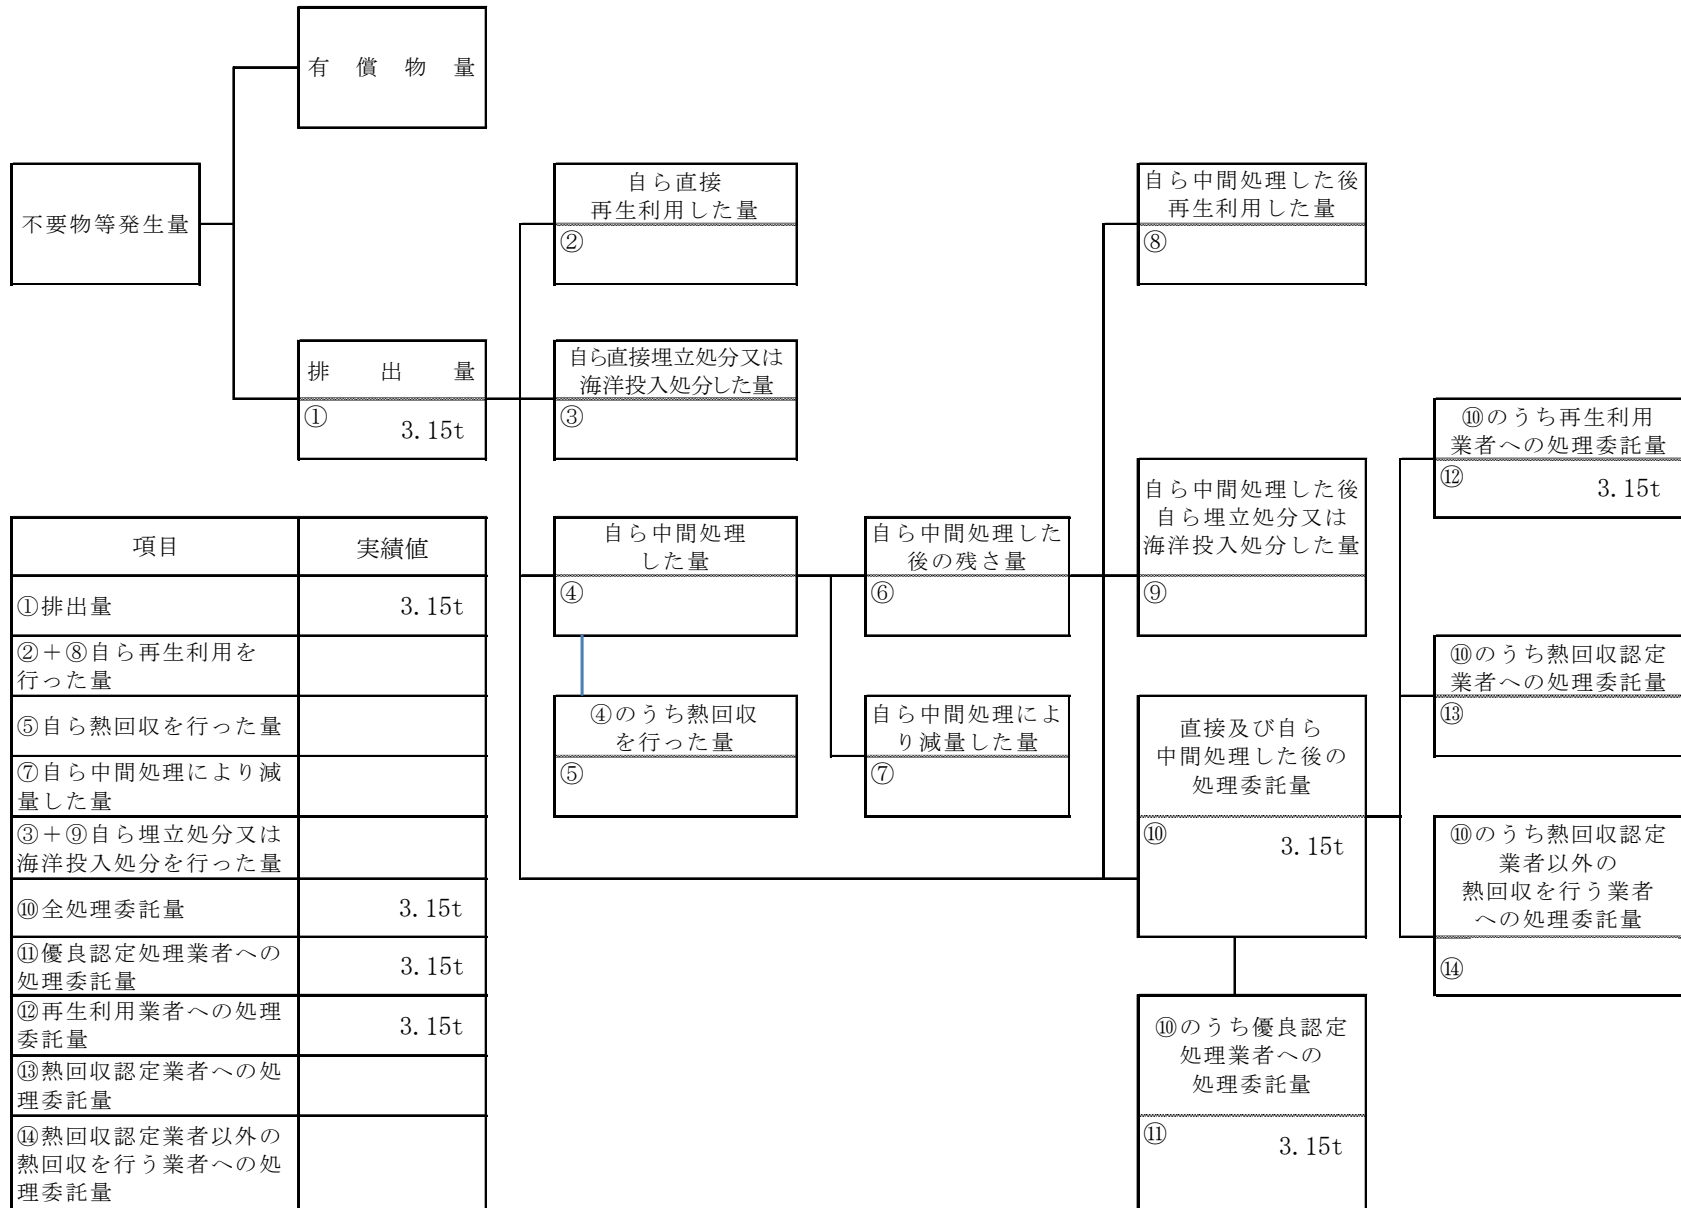 有償物量
不要物等発生量
自ら直接
再生利用した量
②
自ら中間処理した後
再生利用した量
⑧
排出量
①
3.15t
自ら直接埋立処分又は
海洋投入処分した量
③
⑩のうち再生利用
業者への処理委託量
⑫
3.15t
自ら中間処理した後
自ら埋立処分又は
海洋投入処分した量
⑨
自ら中間処理
した量
④
自ら中間処理した
後の残さ量
⑥
④のうち熱回収
を行った量
⑤
自ら中間処理によ
り減量した量
⑦
⑩のうち熱回収認定
業者への処理委託量
⑬
直接及び自ら
中間処理した後の
処理委託量
⑩
3.15t
⑩のうち熱回収認定
業者以外の
熱回収を行う業者
への処理委託量
⑭
⑩のうち優良認定
処理業者への
処理委託量
⑪
3.15t
項目 実績値
①排出量 3.15t
②+⑧自ら再生利用を
行った量
⑤自ら熱回収を行った量
⑦自ら中間処理により減
量した量
③+⑨自ら埋立処分又は
海洋投入処分を行った量
⑩全処理委託量 3.15t
⑪優良認定処理業者への
処理委託量 3.15t
⑫再生利用業者への処理
委託量 3.15t
⑬熱回収認定業者への処
理委託量
⑭熱回収認定業者以外の
熱回収を行う業者への処
理委託量